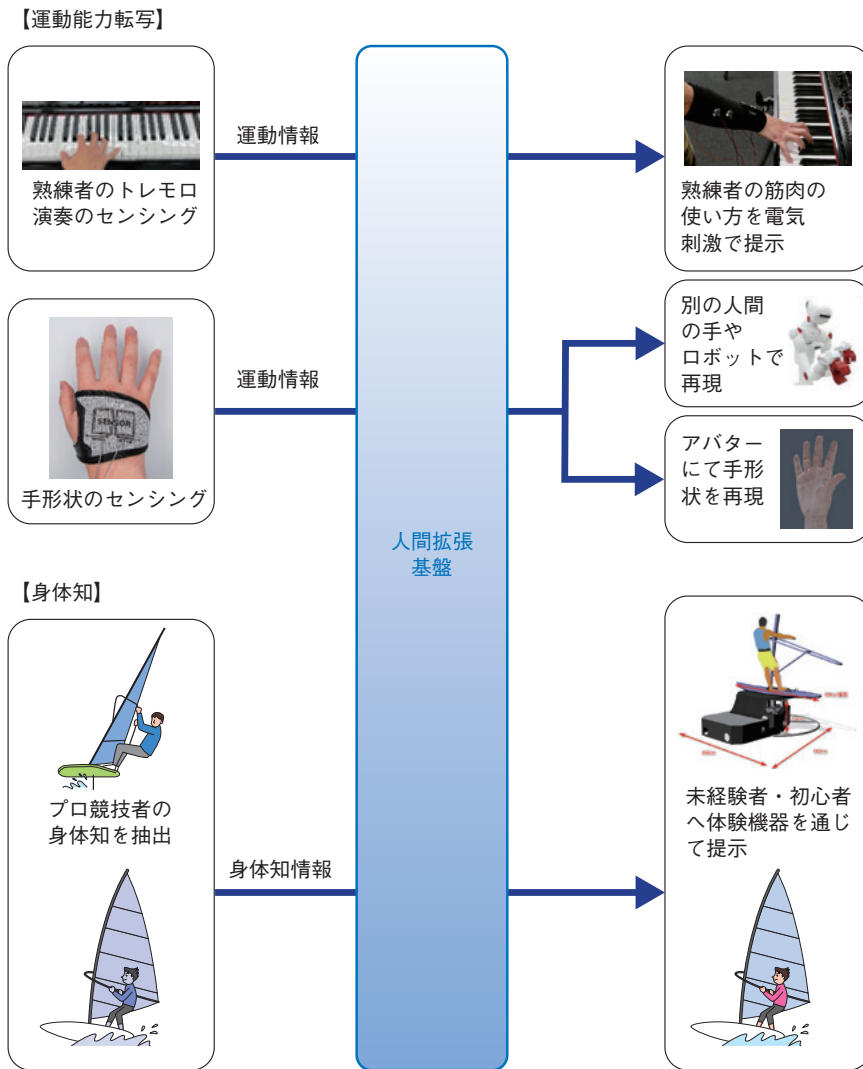 【運動能力転写】
熟練者のトレモロ
演奏のセンシング
運動情報
熟練者の筋肉の
使い方を電気
刺激で提示
SENSOR
手形状のセンシング
運動情報
別の人間
の手や
ロボットで
再現
アバター
にて手形
状を再現
人間拡張
基盤
【身体知】
プロ競技者の
身体知を抽出
身体知情報
未経験者・初心者
へ体験機器を通じ
て提示